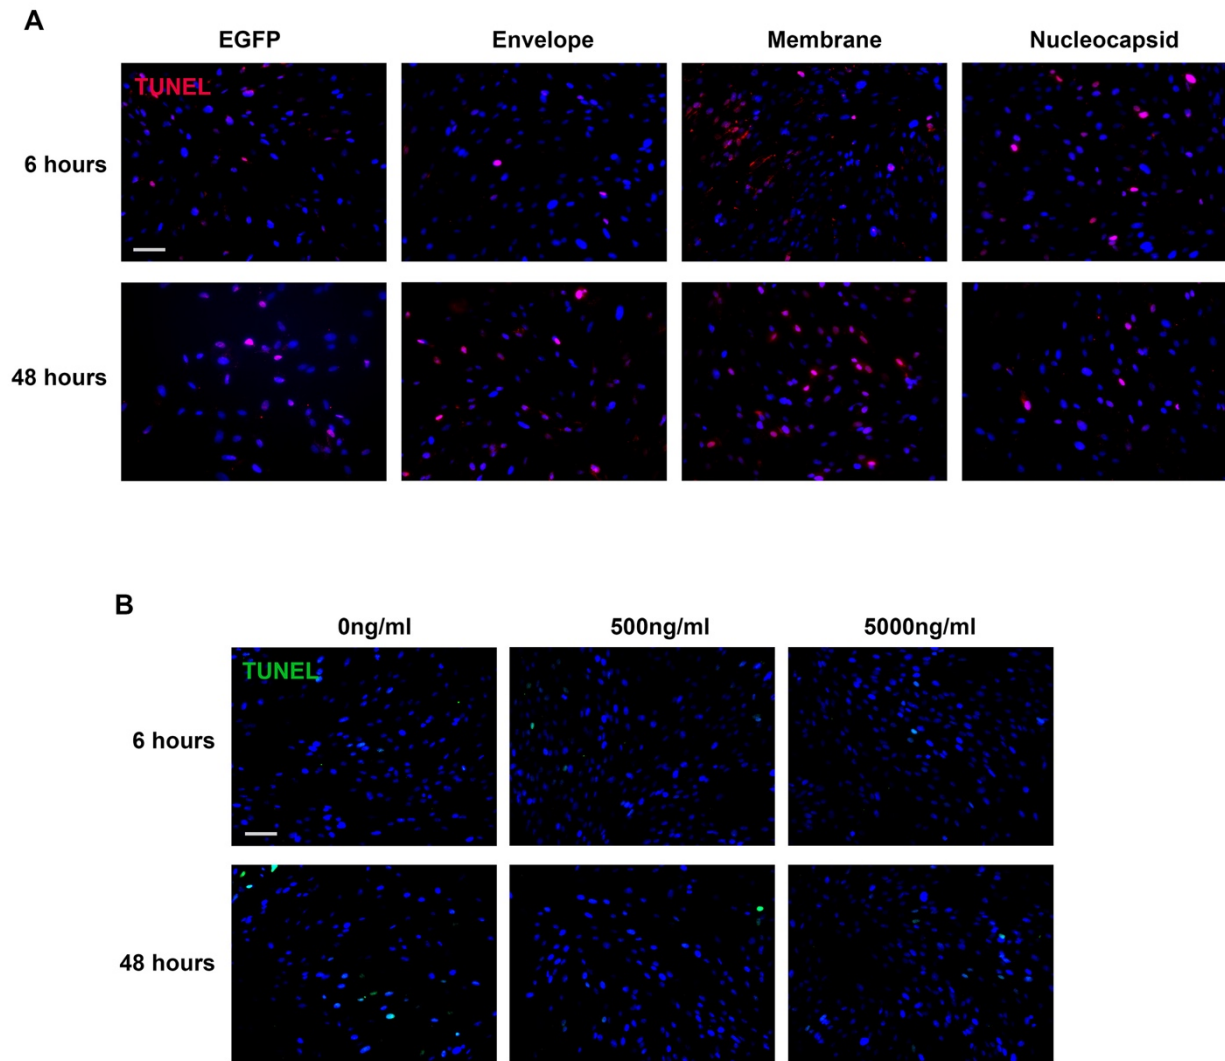 A
EGFP Envelope Membrane Nucleocapsid
TUNEL
6 hours
48 hours
B
0ng/ml 500ng/ml 5000ng/ml
TUNEL
6 hours
48 hours